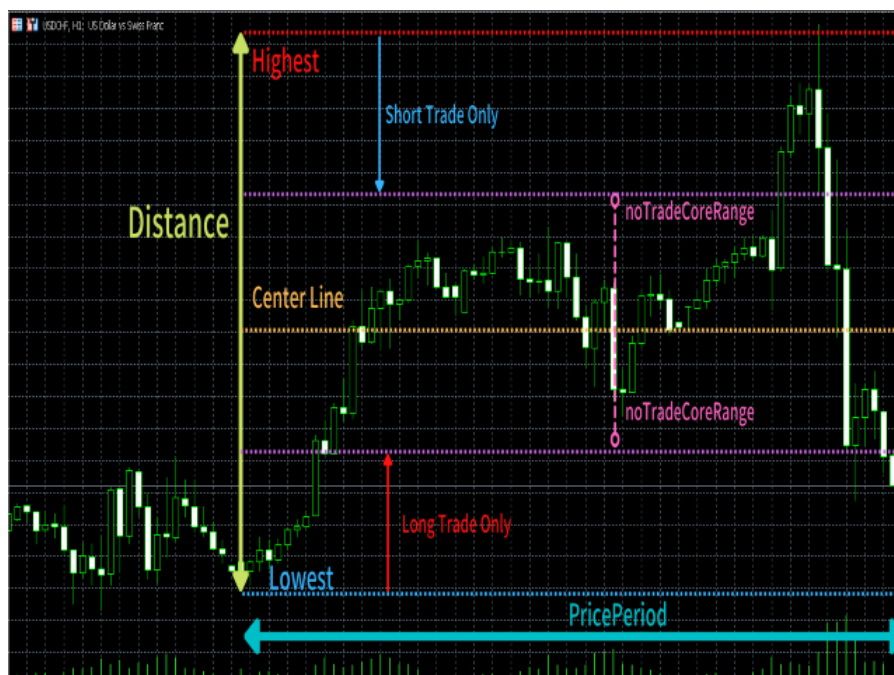 USDCHF, H1: US Dollar vs Swiss Franc
Highest
Short Trade Only
Distance
noTradeCoreRange
Center Line
noTradeCoreRange
Long Trade Only
Lowest
PricePeriod